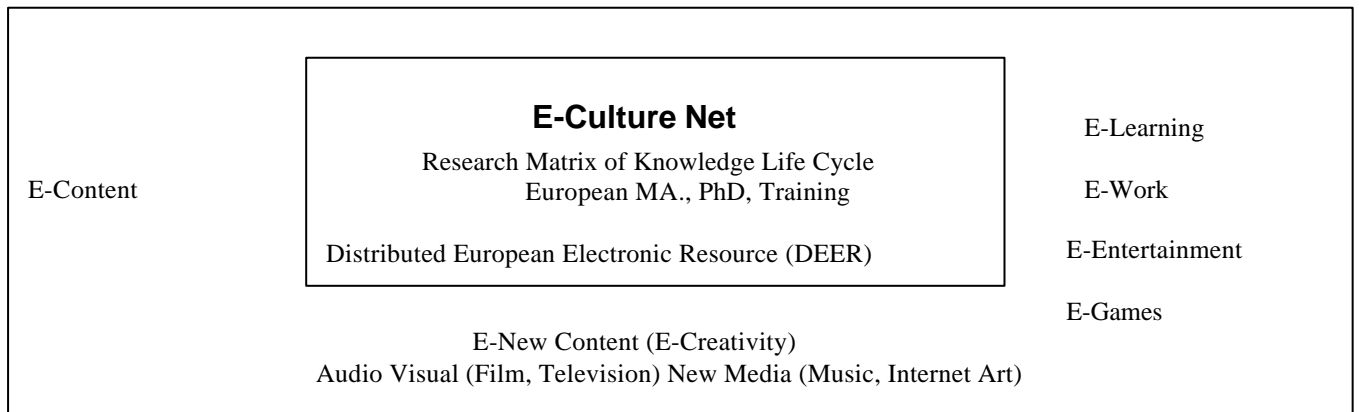 E-Culture Net
Research Matrix of Knowledge Life Cycle
European MA., PhD, Training
Distributed European Electronic Resource (DEER)
E-Content
E-Learning
E-Work
E-Entertainment
E-Games
E-New Content (E-Creativity)
Audio Visual (Film, Television) New Media (Music, Internet Art)